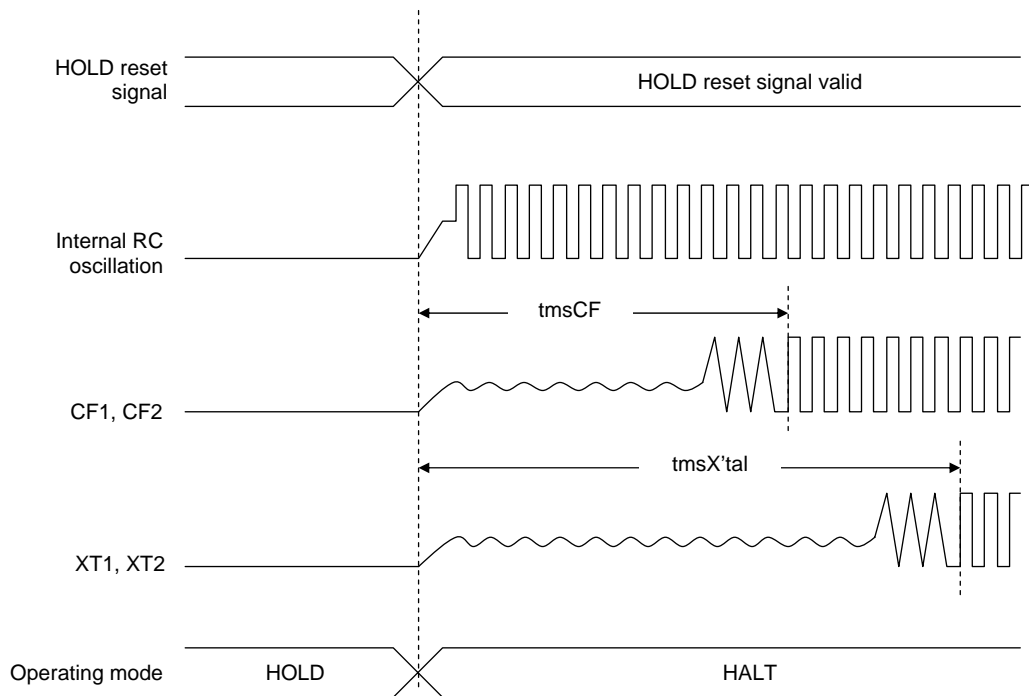 HOLD reset
signal
HOLD reset signal valid
Internal RC
oscillation
tmsCF
CF1, CF2
tmsX'tal
XT1, XT2
Operating mode
HOLD
HALT